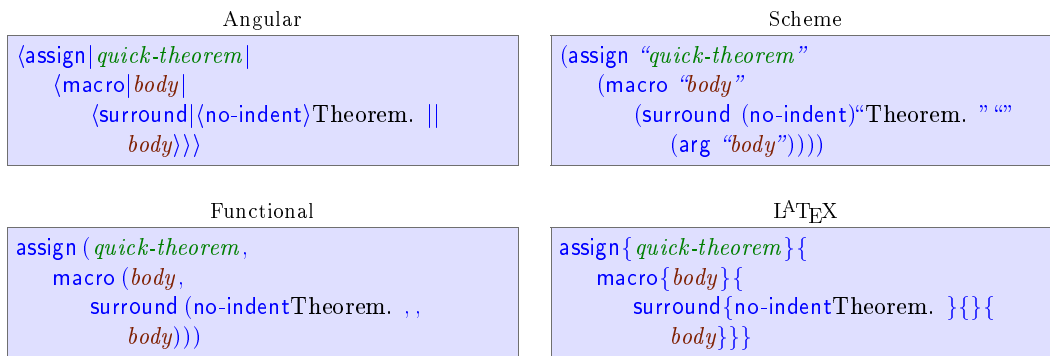 Angular
⟨assign|quick-theorem|
⟨macro|body|
⟨surround|⟨no-indent⟩Theorem. ||
body⟩⟩⟩
Scheme
(assign “quick-theorem”
(macro “body”
(surround (no-indent)“Theorem. ” “”
(arg “body”))))
Functional
assign (quick-theorem,
macro (body,
surround (no-indentTheorem. , ,
body)))
LATEX
assign{quick-theorem}{
macro{body}{
surround{no-indentTheorem. }{}{
body}}}